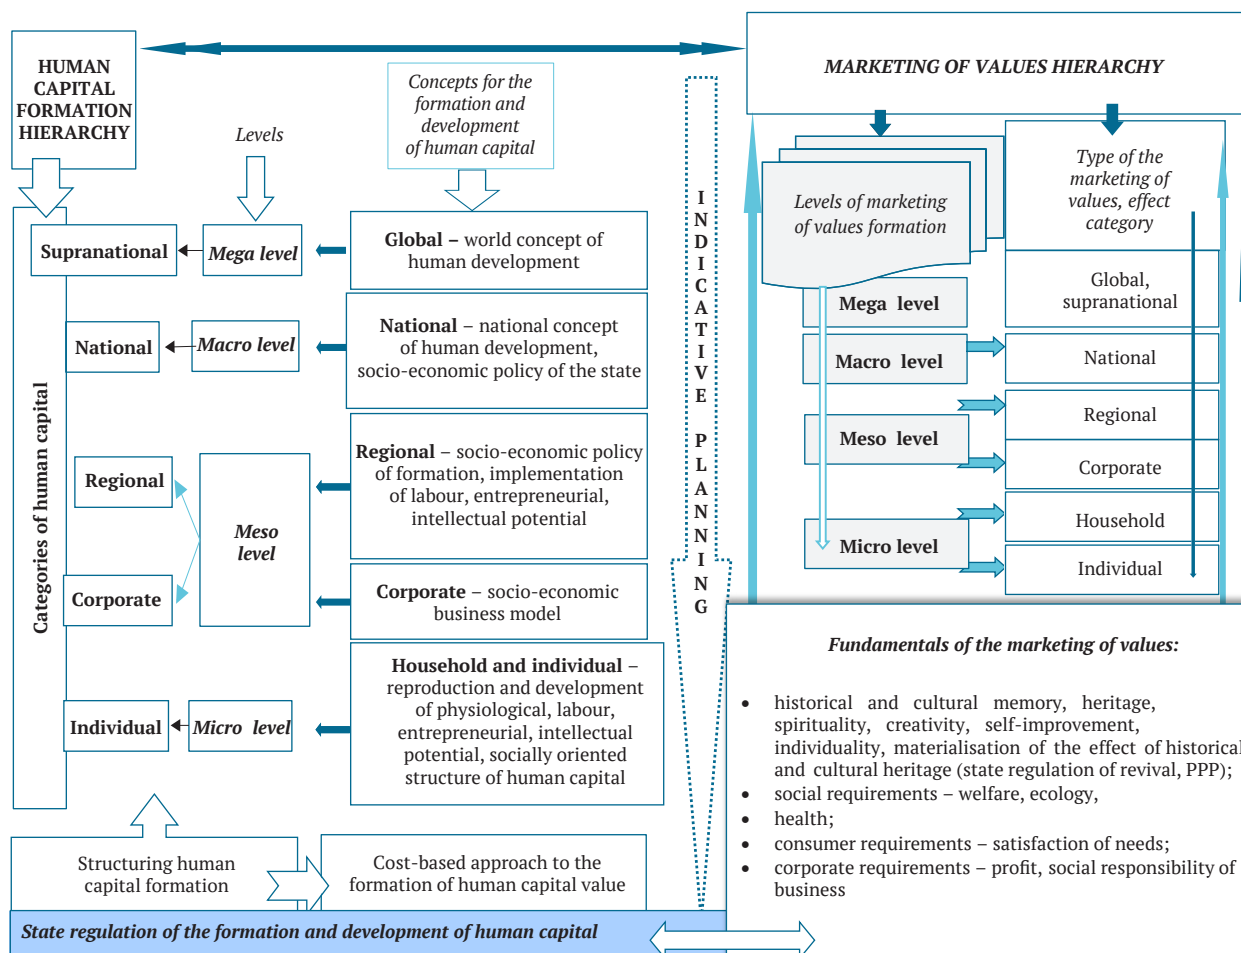 HUMAN
CAPITAL
FORMATION
HIERARCHY
Levels
Concepts for the
formation and
development
of human capital
Categories of human capital
Supranational
Mega level
Global – world concept of
human development
National
Macro level
National – national concept
of human development,
socio-economic policy of the state
Regional
Corporate
Meso
level
Regional – socio-economic policy
of formation, implementation
of labour, entrepreneurial,
intellectual potential
Corporate – socio-economic
business model
Individual
Micro level
Household and individual –
reproduction and development
of physiological, labour,
entrepreneurial, intellectual
potential, socially oriented
structure of human capital
Structuring human
capital formation
Cost-based approach to the
formation of human capital value
State regulation of the formation and development of human capital
INDICATIVE PLANNING
MARKETING OF VALUES HIERARCHY
Levels of marketing
of values formation
Type of the
marketing of
values, effect
category
Mega level
Global,
supranational
Macro level
National
Meso level
Regional
Corporate
Micro level
Household
Individual
Fundamentals of the marketing of values:
• historical and cultural memory, heritage,
spirituality, creativity, self-improvement,
individuality, materialisation of the effect of historical
and cultural heritage (state regulation of revival, PPP);
• social requirements – welfare, ecology,
• health;
• consumer requirements – satisfaction of needs;
• corporate requirements – profit, social responsibility of
business